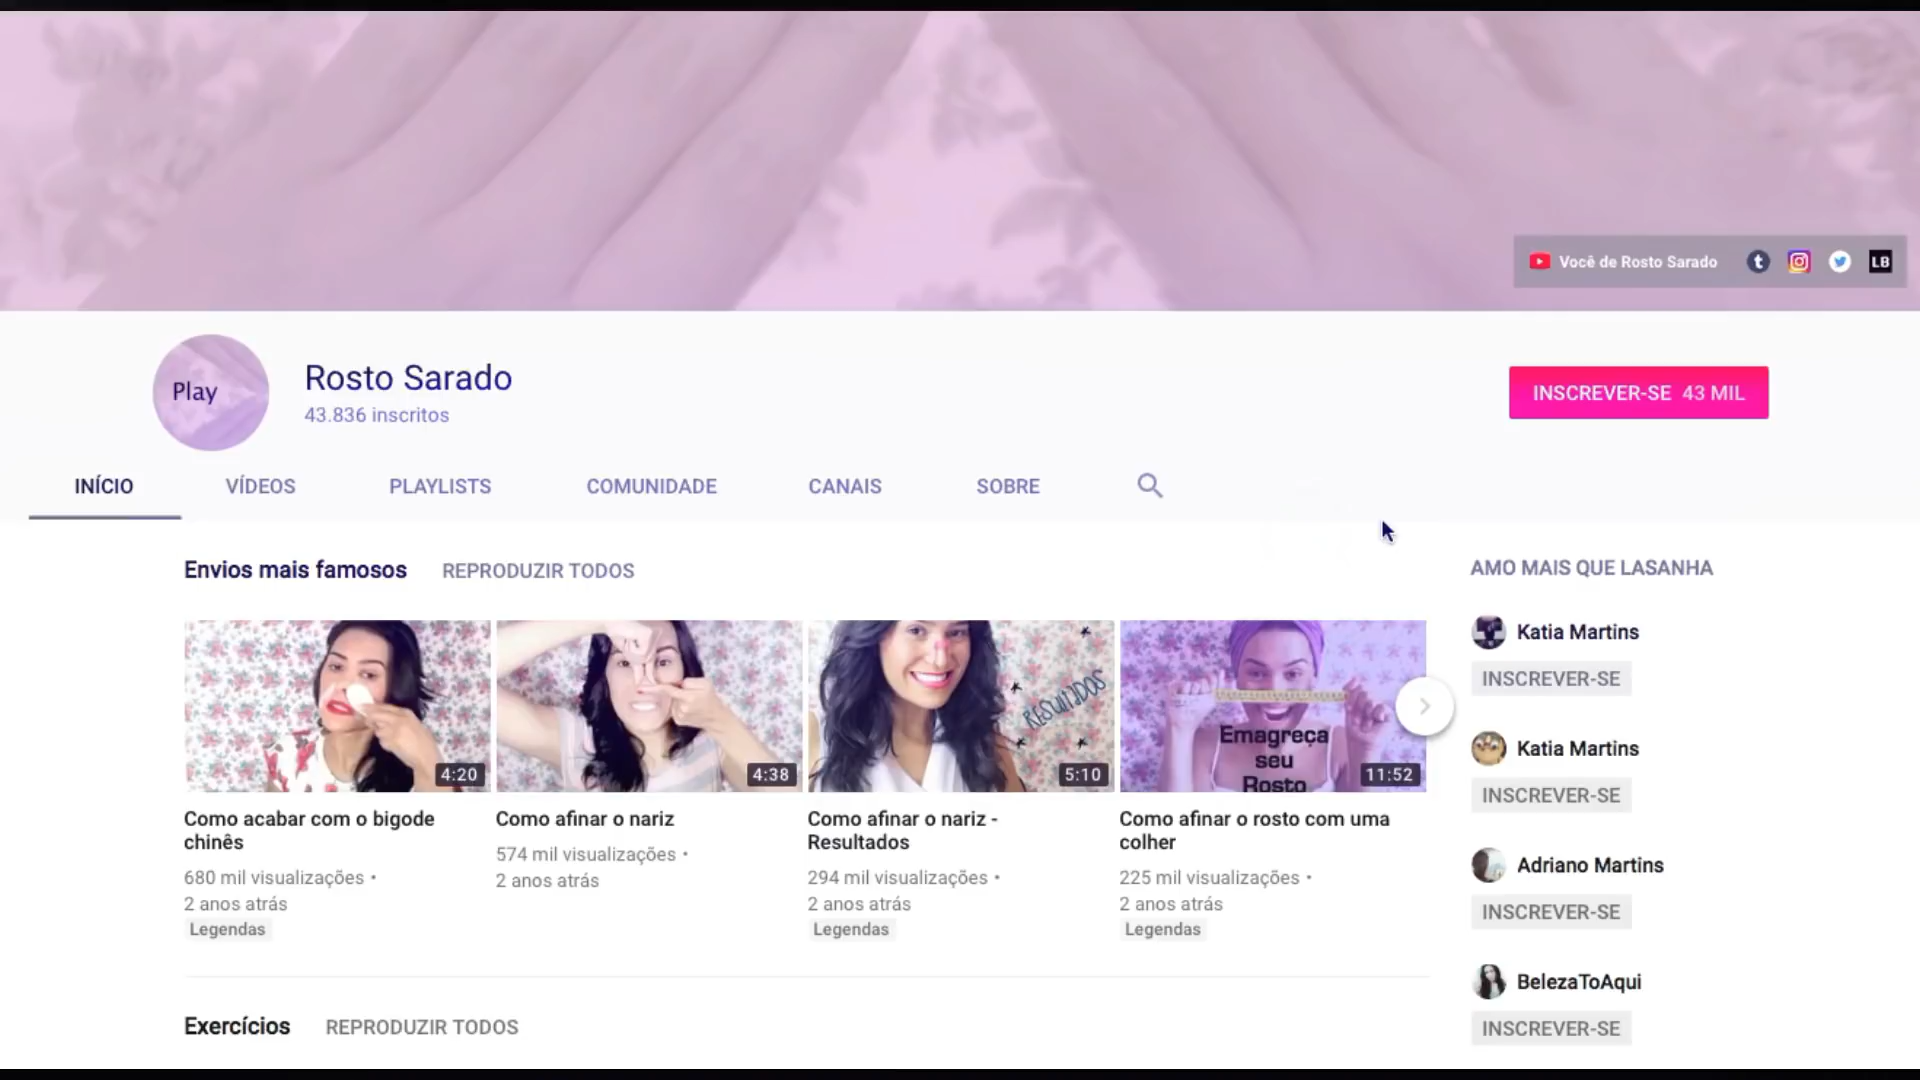 Você de Rosto Sarado
LB
Play
Rosto Sarado
43.836 inscritos
INSCREVER-SE 43 MIL
INÍCIO VÍDEOS PLAYLISTS COMUNIDADE CANAIS SOBRE
Envios mais famosos REPRODUZIR TODOS
4:20
Como acabar com o bigode
chinês
680 mil visualizações •
2 anos atrás
Legendas
4:38
Como afinar o nariz
574 mil visualizações •
2 anos atrás
RESULTADOS
5:10
Como afinar o nariz -
Resultados
294 mil visualizações •
2 anos atrás
Legendas
Emagreça
seu
Rosto
11:52
Como afinar o rosto com uma
colher
225 mil visualizações •
2 anos atrás
Legendas
Exercícios REPRODUZIR TODOS
AMO MAIS QUE LASANHA
Katia Martins
INSCREVER-SE
Katia Martins
INSCREVER-SE
Adriano Martins
INSCREVER-SE
BelezaToAqui
INSCREVER-SE